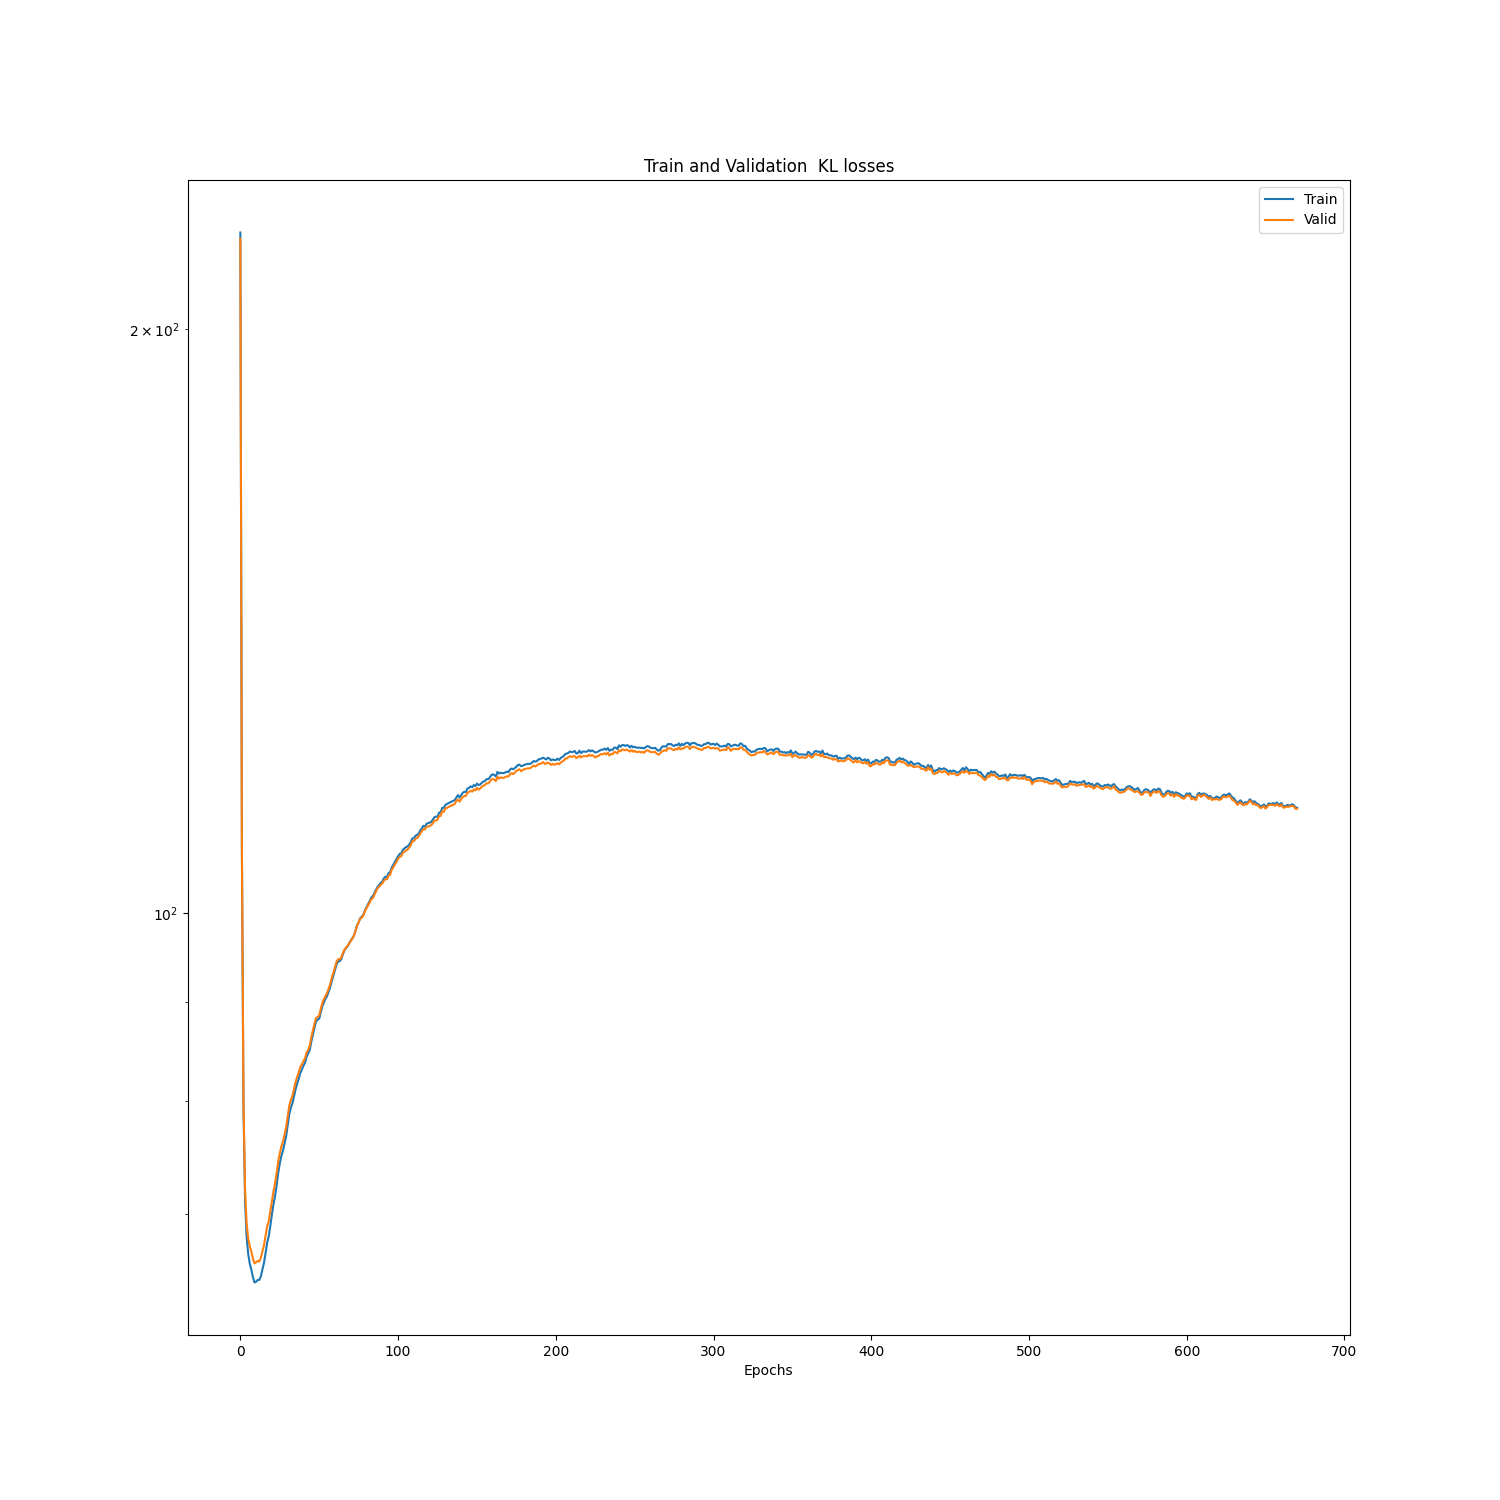 Train and Validation  KL losses
Train
Valid
2 × 10²
10²
0 100 200 300 400 500 600 700
Epochs